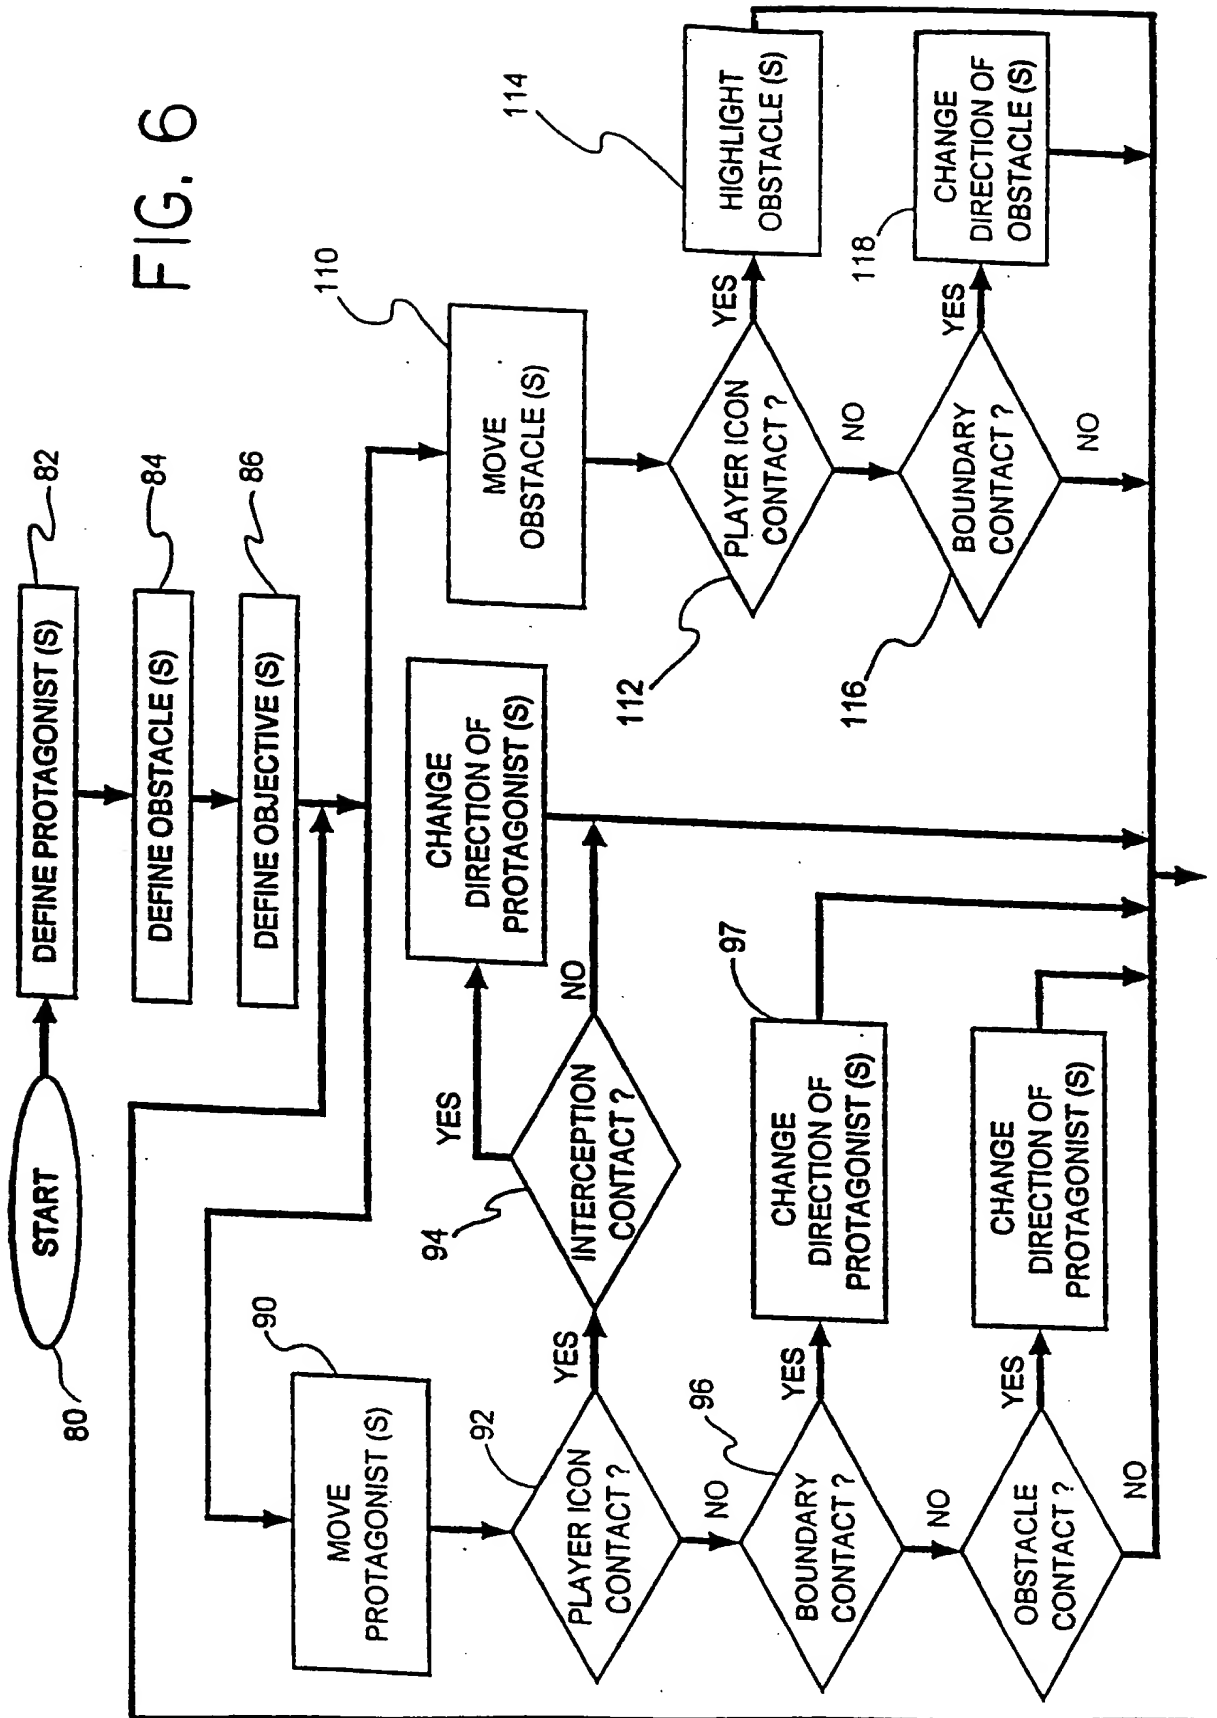 FIG. 6
START
80
DEFINE PROTAGONIST (S)
82
DEFINE OBSTACLE (S)
84
DEFINE OBJECTIVE (S)
86
MOVE
PROTAGONIST (S)
90
PLAYER ICON
CONTACT ?
92
YES
NO
INTERCEPTION
CONTACT ?
94
YES
NO
CHANGE
DIRECTION OF
PROTAGONIST (S)
BOUNDARY
CONTACT ?
96
YES
NO
CHANGE
DIRECTION OF
PROTAGONIST (S)
97
OBSTACLE
CONTACT ?
YES
NO
CHANGE
DIRECTION OF
PROTAGONIST (S)
MOVE
OBSTACLE (S)
110
PLAYER ICON
CONTACT ?
112
YES
NO
HIGHLIGHT
OBSTACLE (S)
114
BOUNDARY
CONTACT ?
116
YES
NO
CHANGE
DIRECTION OF
OBSTACLE (S)
118